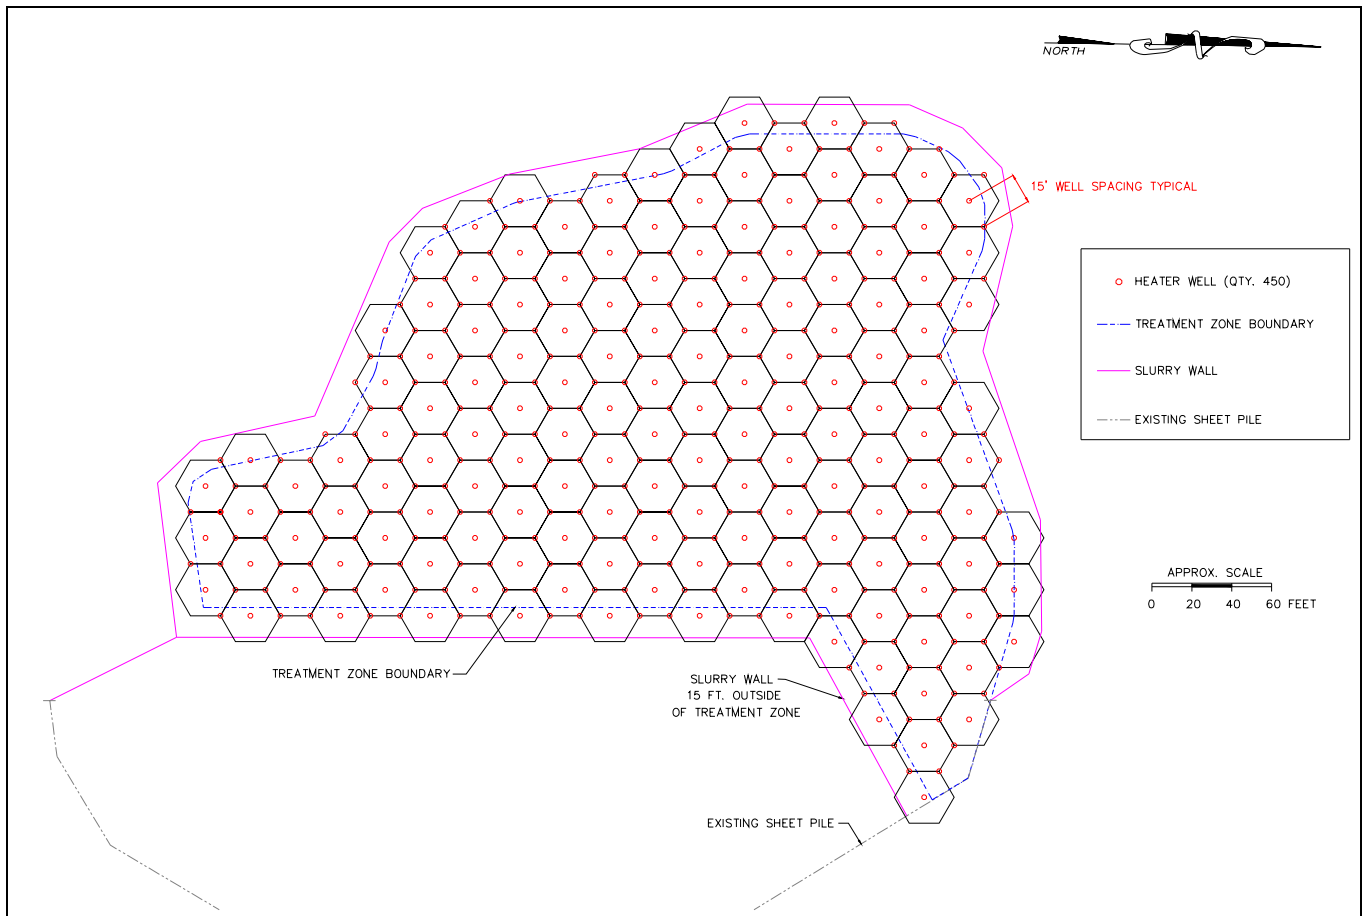 NORTH
15' WELL SPACING TYPICAL
HEATER WELL (QTY. 450)
TREATMENT ZONE BOUNDARY
SLURRY WALL
EXISTING SHEET PILE
APPROX. SCALE
0 20 40 60 FEET
TREATMENT ZONE BOUNDARY
SLURRY WALL
15 FT. OUTSIDE
OF TREATMENT ZONE
EXISTING SHEET PILE